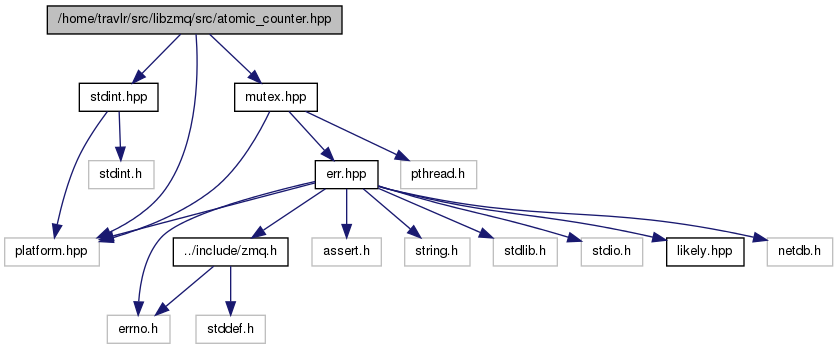 /home/travlr/src/libzmq/src/atomic_counter.hpp
stdint.hpp
mutex.hpp
stdint.h
err.hpp
pthread.h
platform.hpp
../include/zmq.h
assert.h
string.h
stdlib.h
stdio.h
likely.hpp
netdb.h
errno.h
stddef.h